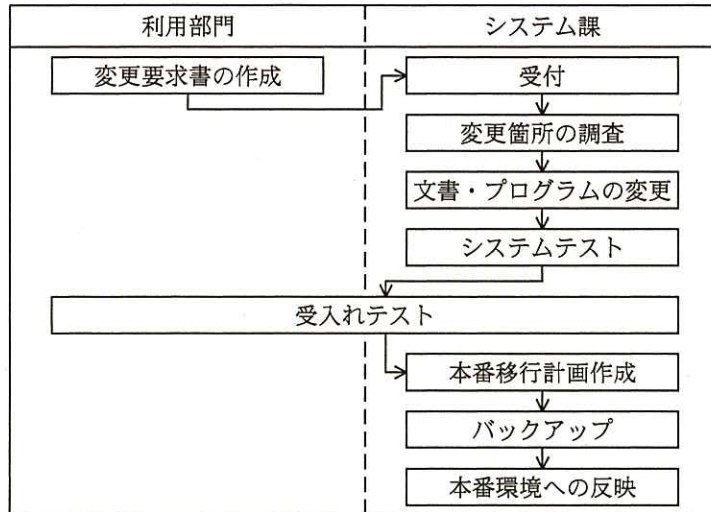 利用部門
システム課
変更要求書の作成
受付
変更箇所の調査
文書・プログラムの変更
システムテスト
受入れテスト
本番移行計画作成
バックアップ
本番環境への反映